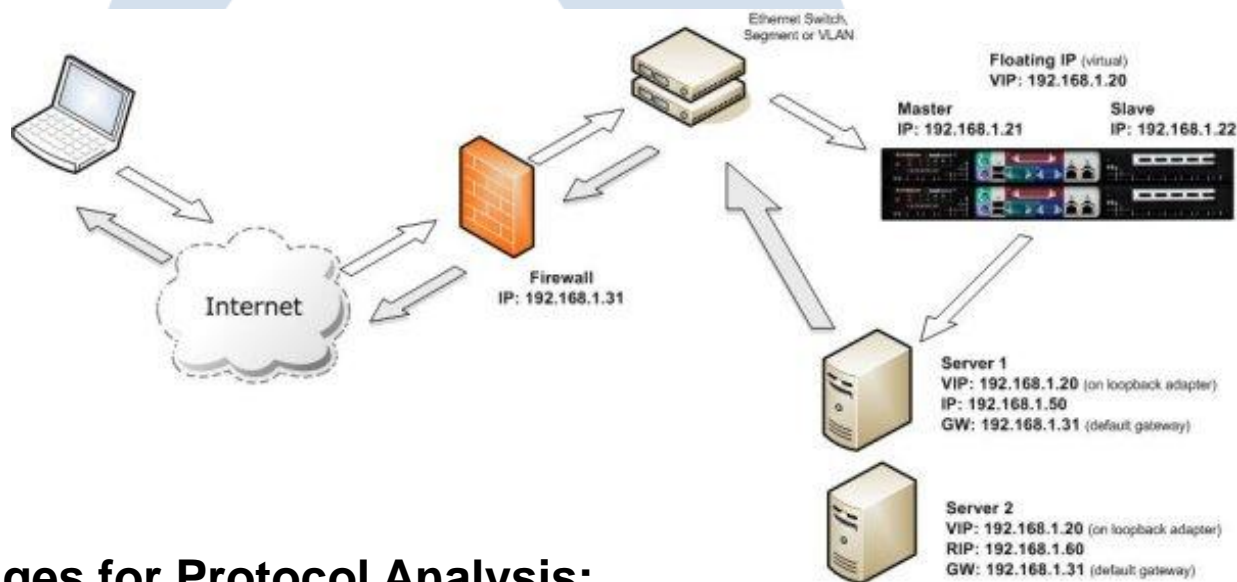 Ethernet Switch,
Segment or VLAN
Floating IP (virtual)
VIP: 192.168.1.20
Master
IP: 192.168.1.21
Slave
IP: 192.168.1.22
Internet
Firewall
IP: 192.168.1.31
Server 1
VIP: 192.168.1.20 (on loopback adapter)
IP: 192.168.1.50
GW: 192.168.1.31 (default gateway)
Server 2
VIP: 192.168.1.20 (on loopback adapter)
RIP: 192.168.1.60
GW: 192.168.1.31 (default gateway)
ges for Protocol Analysis: